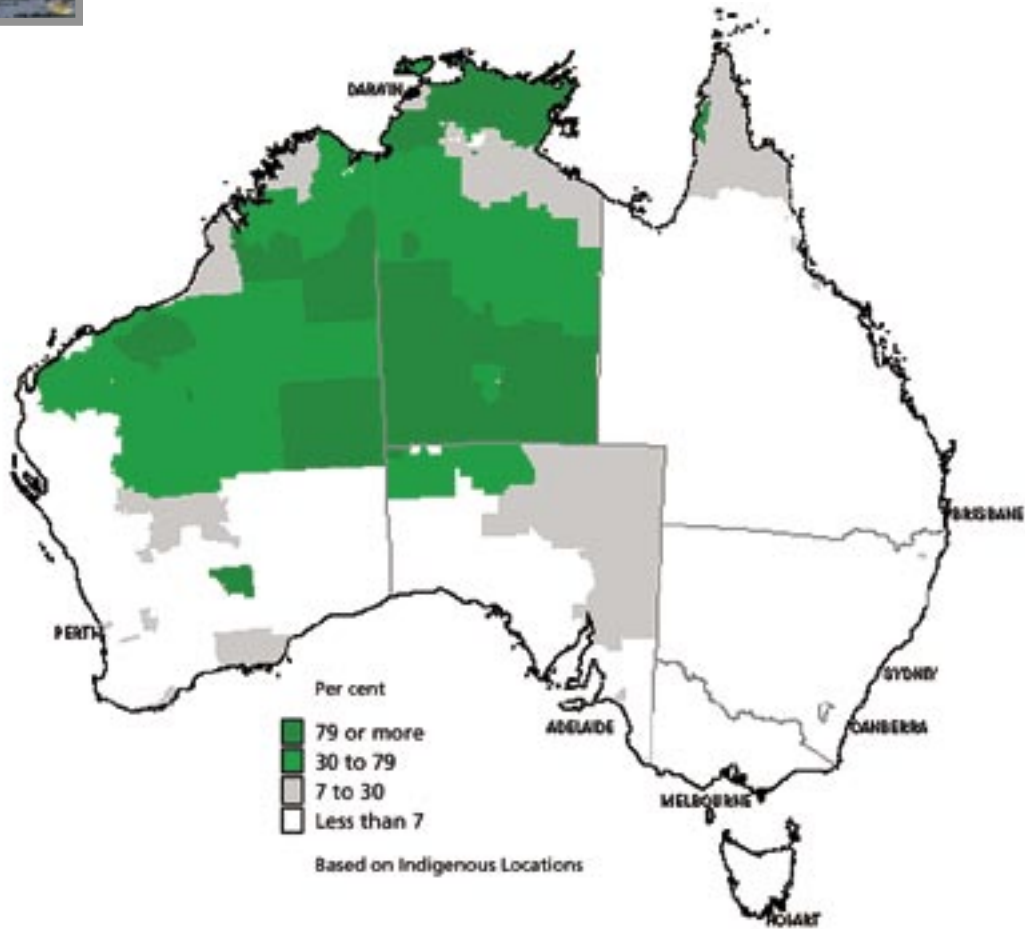 DARWIN
BRISBANE
PERTH
SYDNEY
Per cent
ADELAIDE
CANBERRA
79 or more
30 to 79
7 to 30
MELBOURNE
Less than 7
Based on Indigenous Locations
HOBART